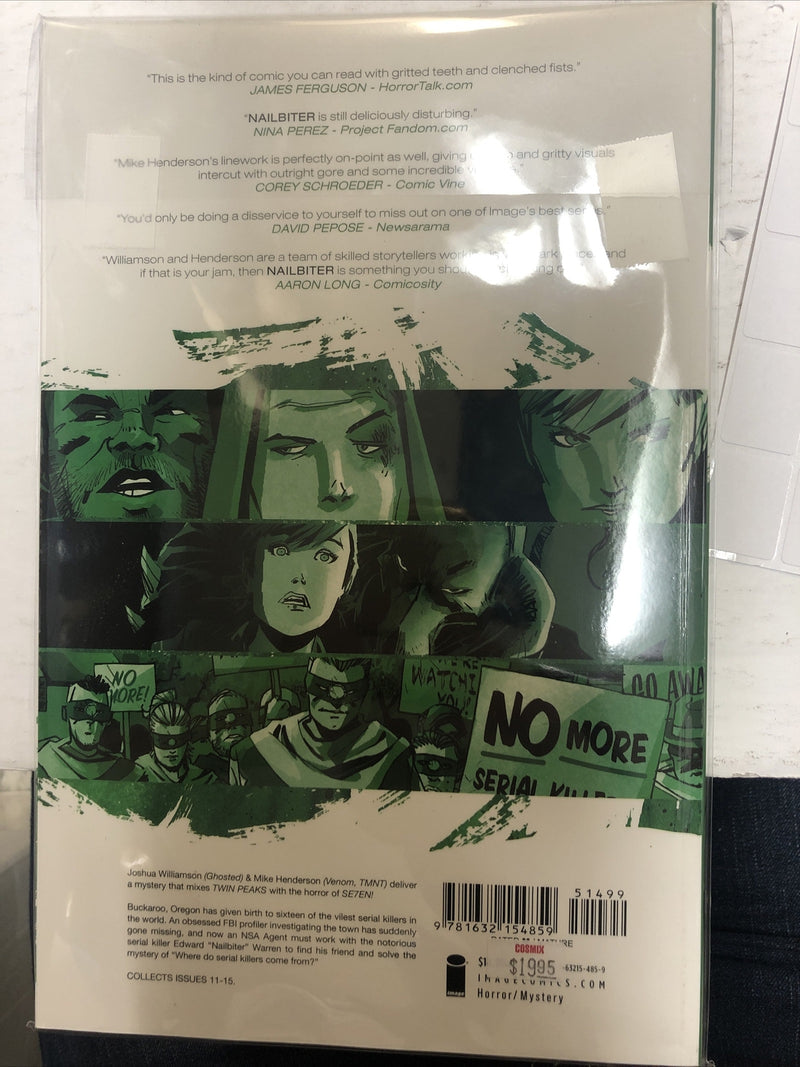 “This is the kind of comic you can read with gritted teeth and clenched fists.”
JAMES FERGUSON - HorrorTalk.com
“NAILBITER is still deliciously disturbing.”
NINA PEREZ - Project Fandom.com
“Mike Henderson's linework is perfectly on-point as well, giving and gritty visuals
intercut with outright gore and some incredible
COREY SCHROEDER - Comic Vine
“You'd only be doing a disservice to yourself to miss out on one of Image's best series.”
DAVID PEPOSE - Newsarama
“Williamson and Henderson are a team of skilled storytellers and
if that is your jam, then NAILBITER is something you
AARON LONG - Comicosity
NO
MORE!
WATCHI
YOU!
GO AWA
NO MORE
SERIAL
Joshua Williamson (Ghosted) & Mike Henderson (Venom, TMNT) deliver
a mystery that mixes TWIN PEAKS with the horror of SE7EN!
Buckaroo, Oregon has given birth to sixteen of the vilest serial killers in
the world. An obsessed FBI profiler investigating the town has suddenly
gone missing, and now an NSA Agent must work with the notorious
serial killer Edward “Nailbiter” Warren to find his friend and solve the
mystery of “Where do serial killers come from?”
COLLECTS ISSUES 11-15.
51499
9 781632 154859
COSMIX
$1995
-63215-485-9
IMAGECOMICS.COM
Horror/Mystery
image